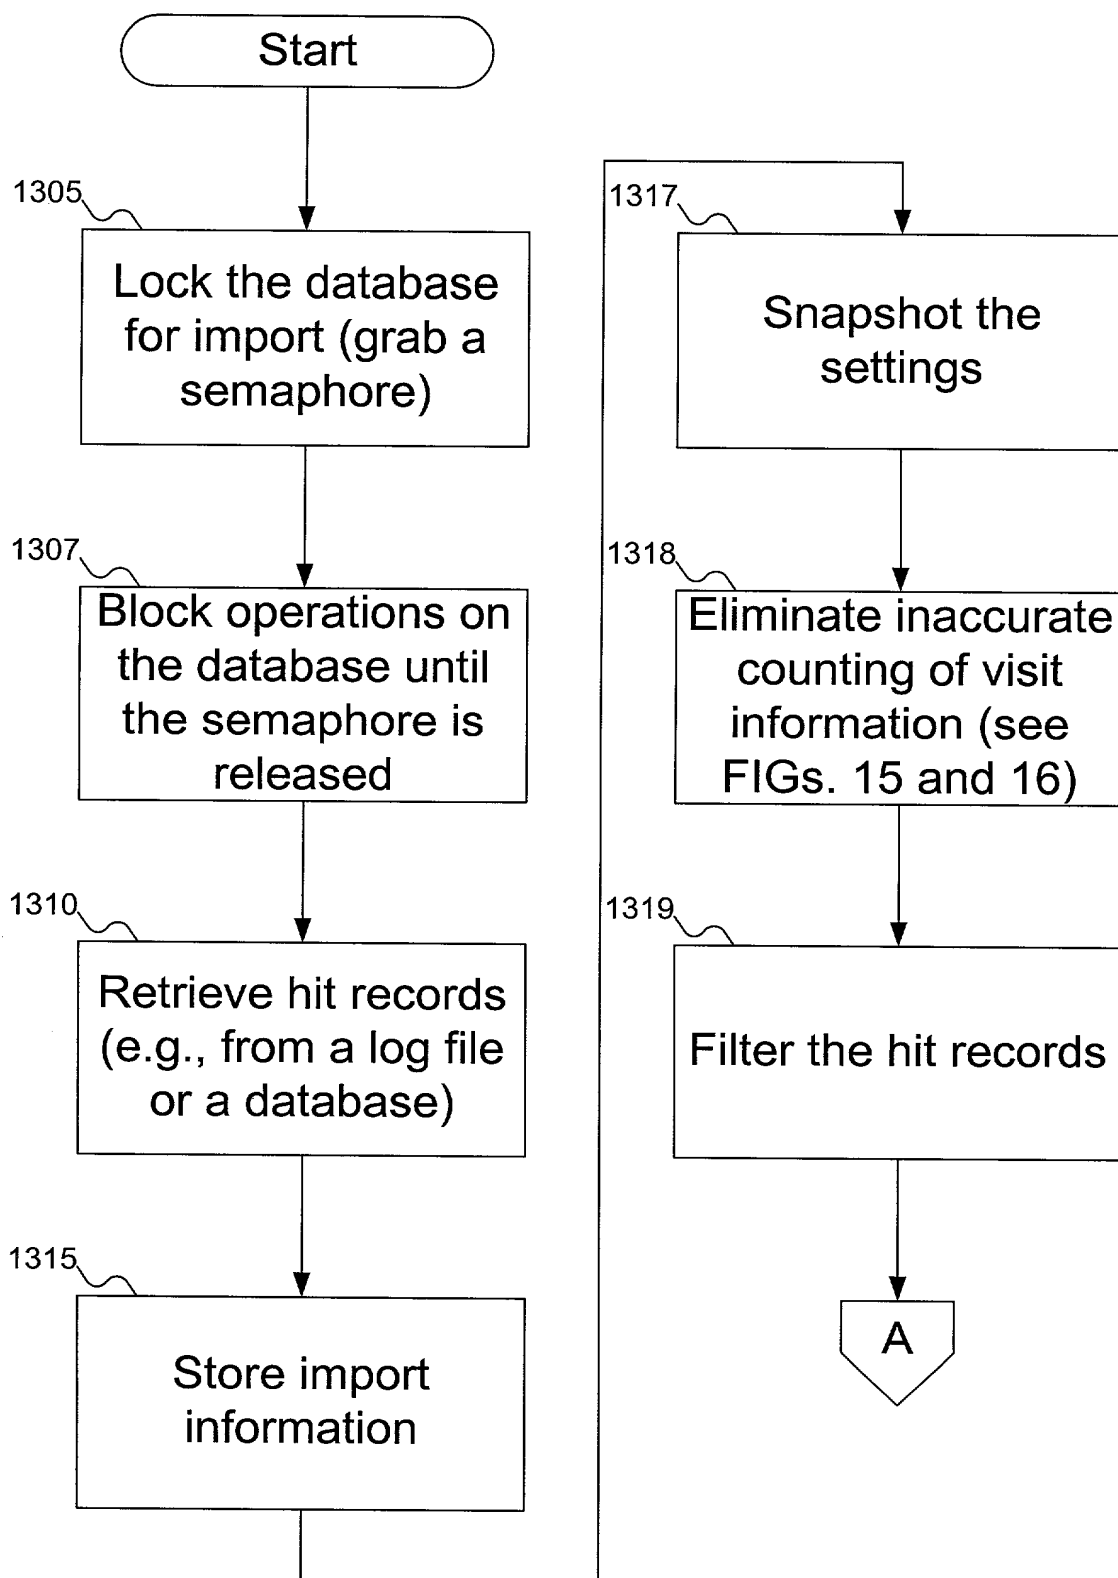 Start
1305
Lock the database
for import (grab a
semaphore)
1307
Block operations on
the database until
the semaphore is
released
1310
Retrieve hit records
(e.g., from a log file
or a database)
1315
Store import
information
1317
Snapshot the
settings
1318
Eliminate inaccurate
counting of visit
information (see
FIGs. 15 and 16)
1319
Filter the hit records
A